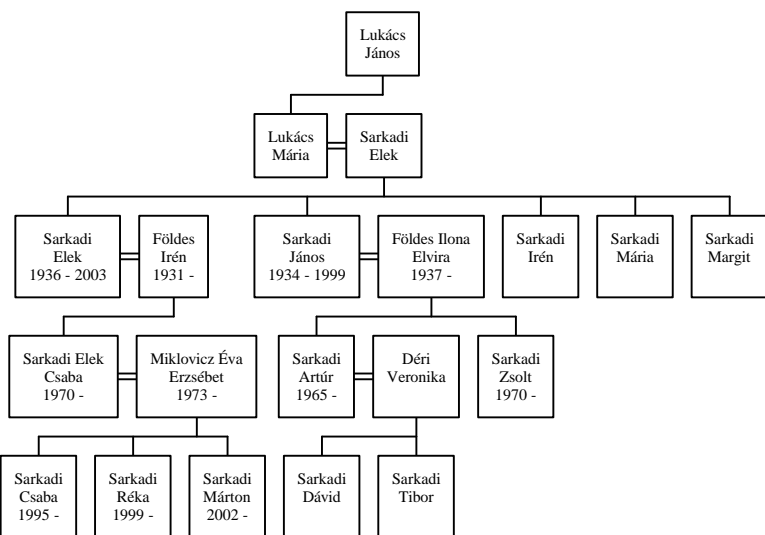 Lukács
János
Lukács
Mária
Sarkadi
Elek
Sarkadi
Elek
1936 - 2003
Földes
Irén
1931 -
Sarkadi
János
1934 - 1999
Földes Ilona
Elvira
1937 -
Sarkadi
Irén
Sarkadi
Mária
Sarkadi
Margit
Sarkadi Elek
Csaba
1970 -
Miklovicz Éva
Erzsébet
1973 -
Sarkadi
Artúr
1965 -
Déri
Veronika
Sarkadi
Zsolt
1970 -
Sarkadi
Csaba
1995 -
Sarkadi
Réka
1999 -
Sarkadi
Márton
2002 -
Sarkadi
Dávid
Sarkadi
Tibor